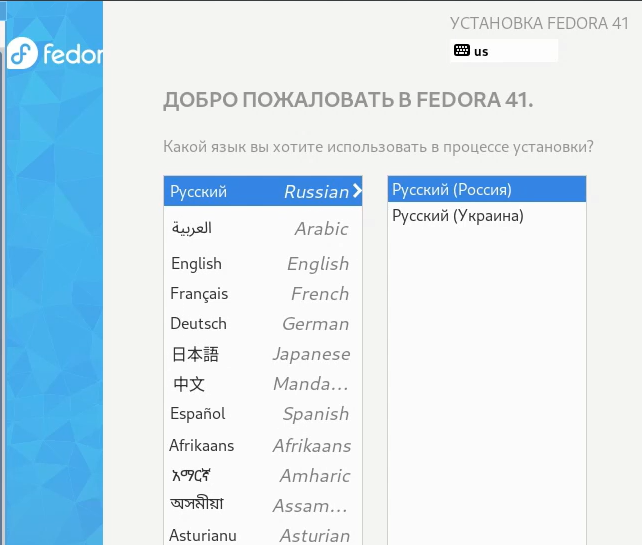 УСТАНОВКА FEDORA 41
fedor
us
ДОБРО ПОЖАЛОВАТЬ В FEDORA 41.
Какой язык вы хотите использовать в процессе установки?
Русский Russian
Русский (Россия)
Русский (Украина)
العربية Arabic
English English
Français French
Deutsch German
日本語 Japanese
中文 Manda…
Español Spanish
Afrikaans Afrikaans
አማርኛ Amharic
অসমীয়া Assam…
Asturianu Asturian